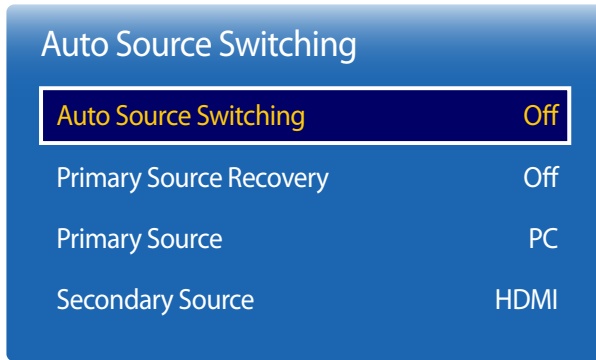 Auto Source Switching
Auto Source Switching Off
Primary Source Recovery Off
Primary Source PC
Secondary Source HDMI